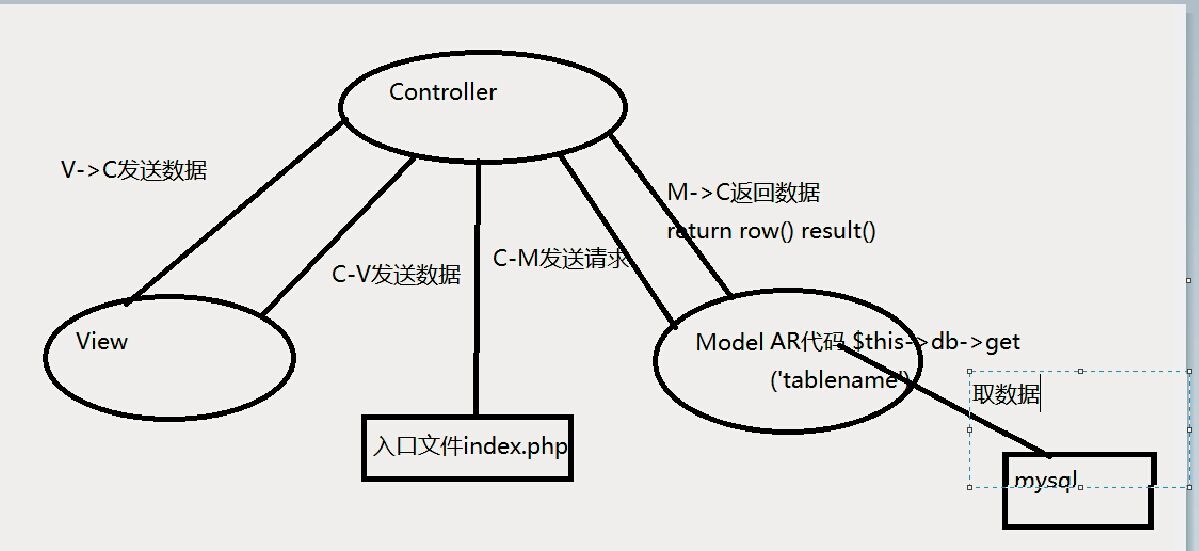 Controller
V->C发送数据
M->C返回数据
return row() result()
C-M发送请求
C-V发送数据
View
Model AR代码 $this->db->get
('tablename')
取数据
入口文件index.php
mysql